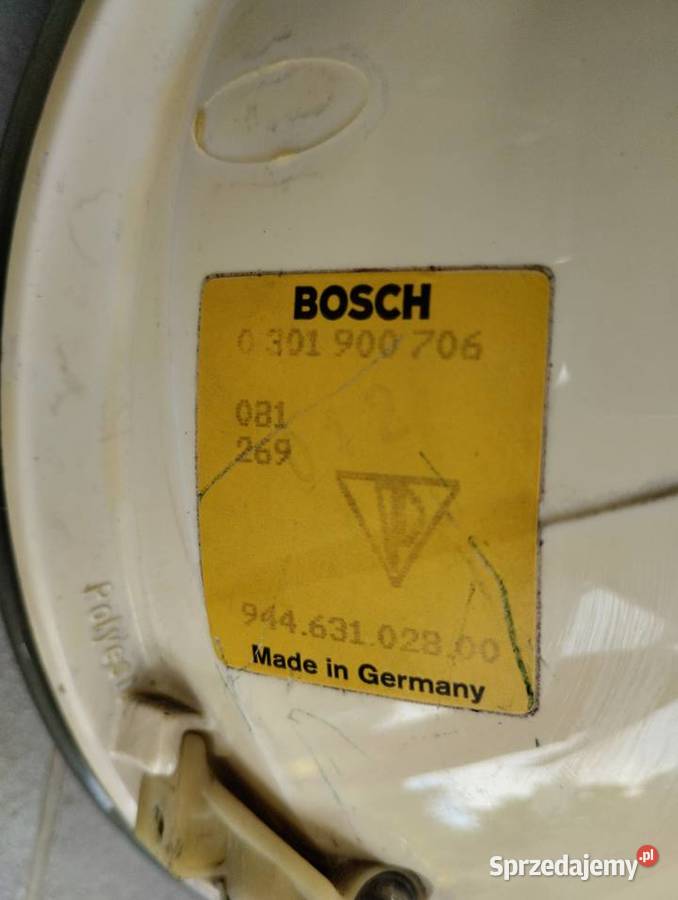 BOSCH
0 301 900 706
081
269
944.631.028.00
Made in Germany
Sprzedajemy.pl